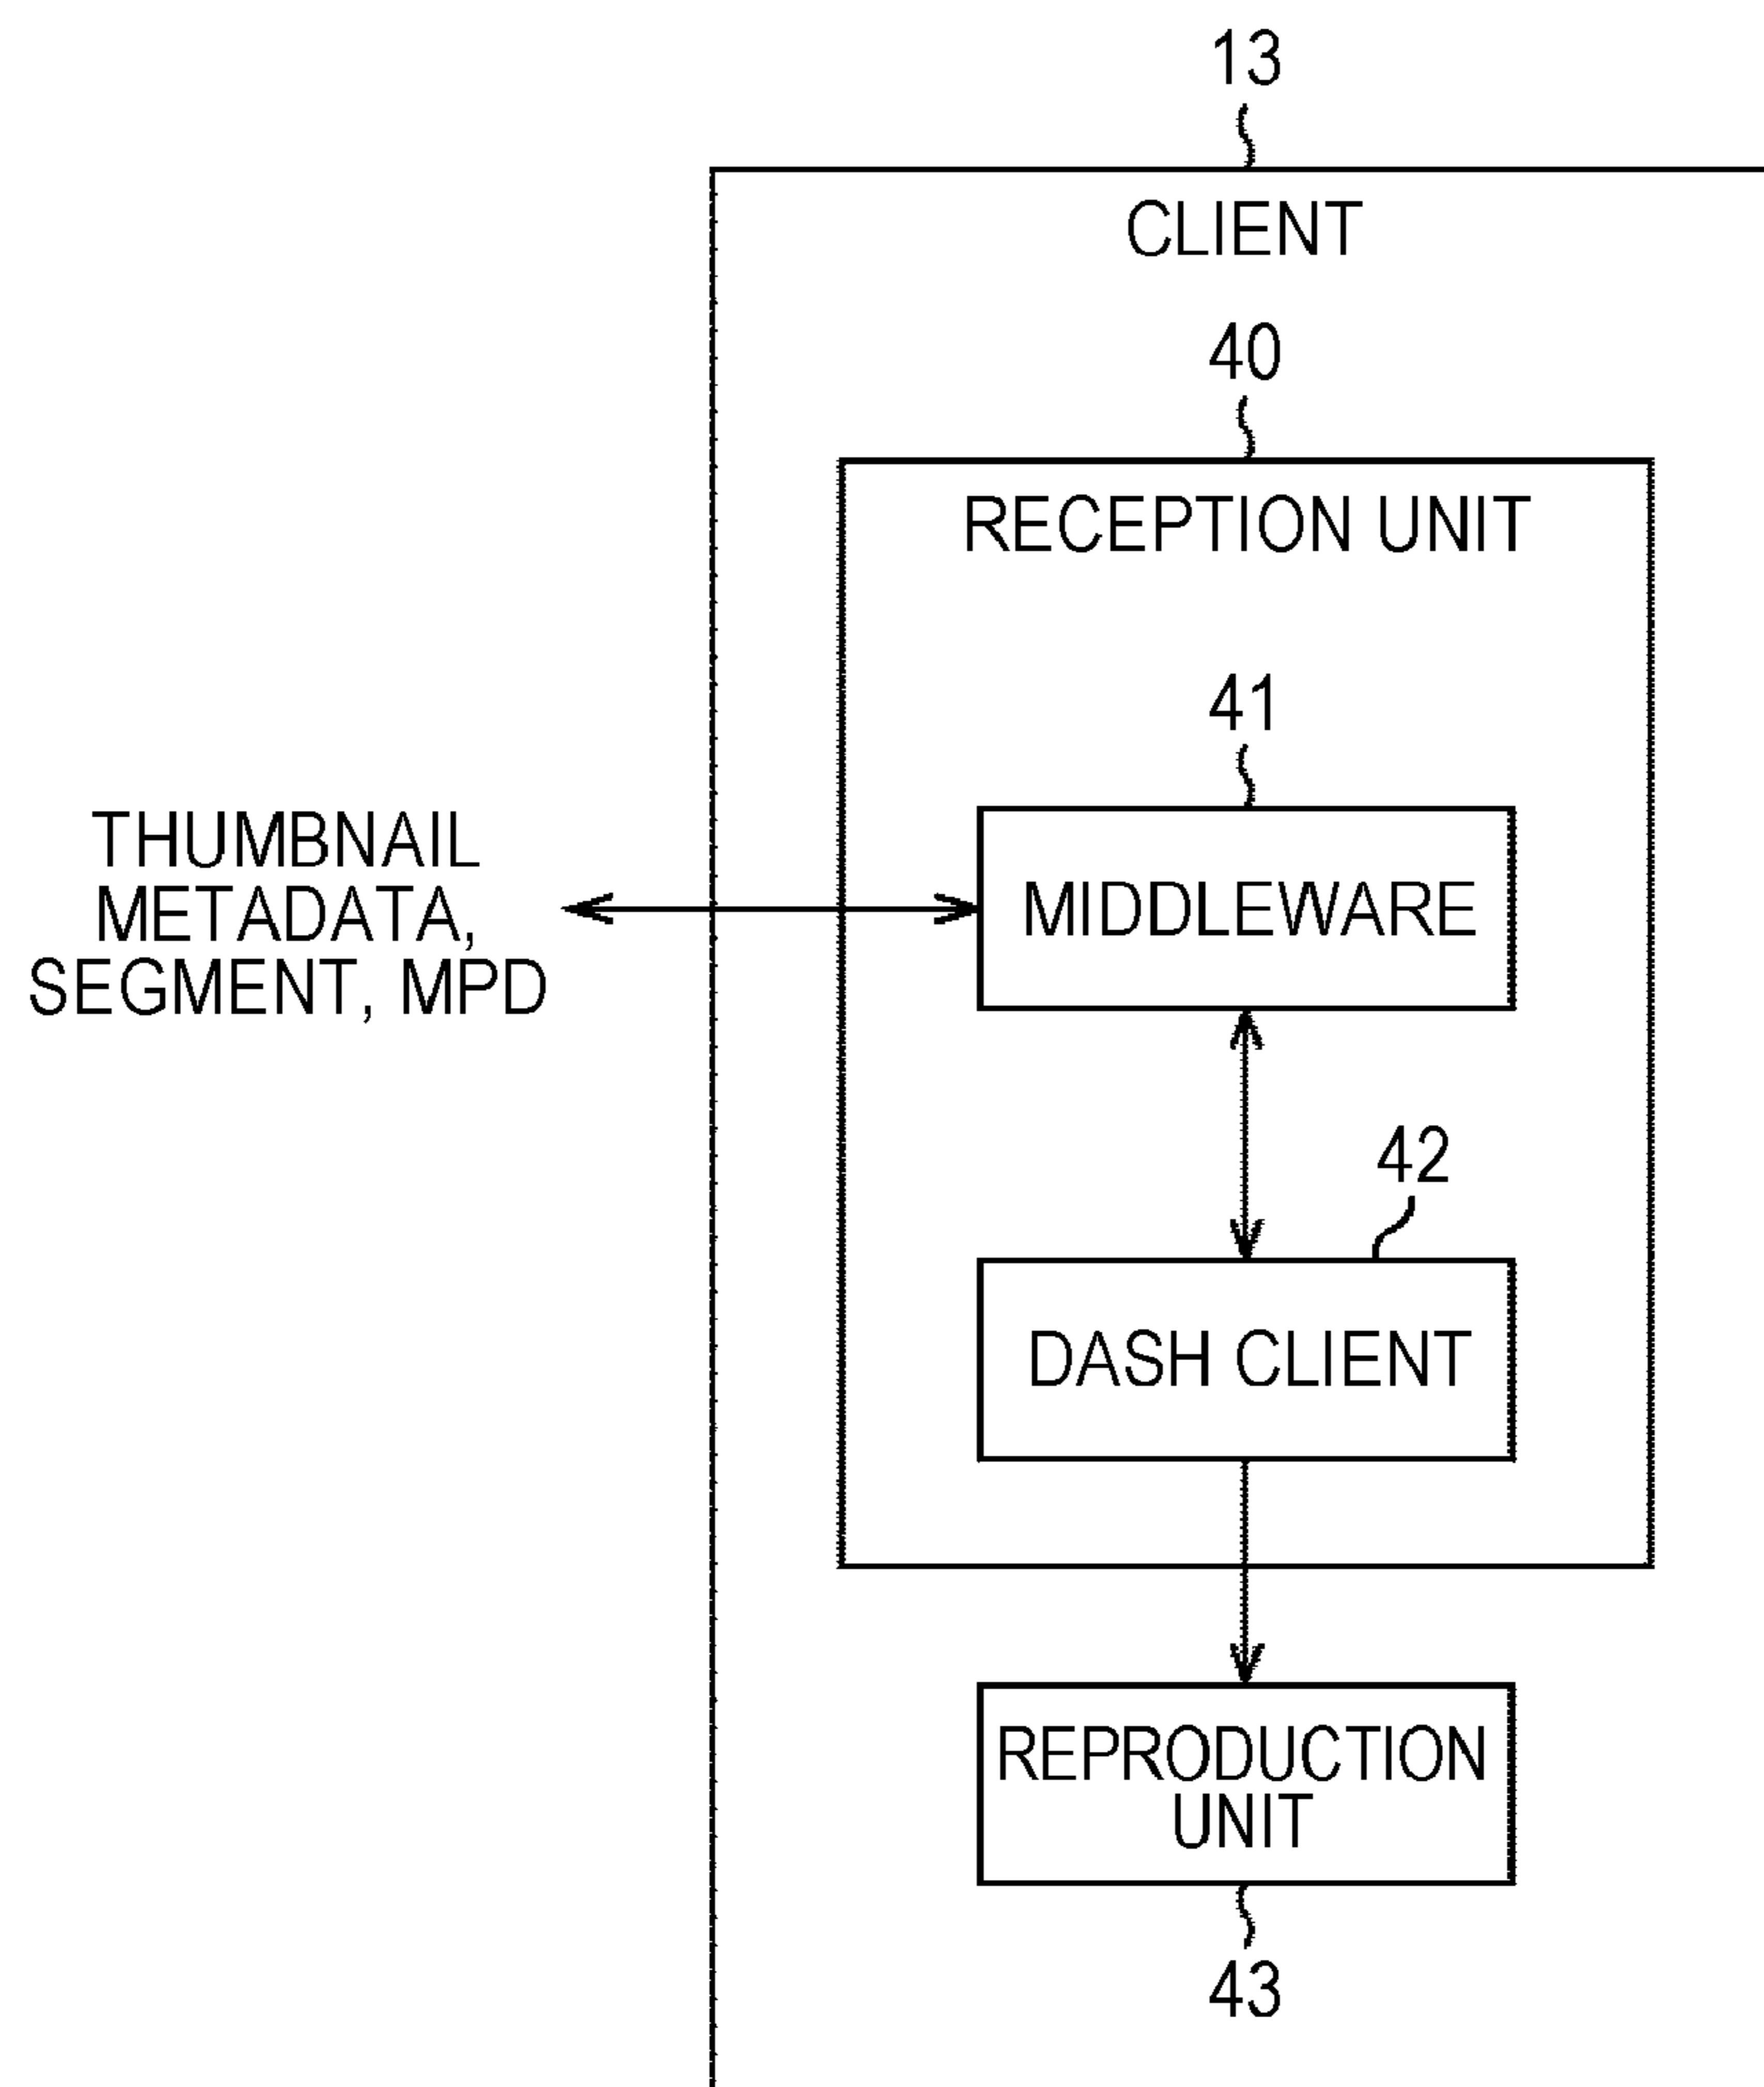 13
CLIENT
40
RECEPTION UNIT
41
THUMBNAIL
METADATA,
SEGMENT, MPD
MIDDLEWARE
42
DASH CLIENT
REPRODUCTION
UNIT
43